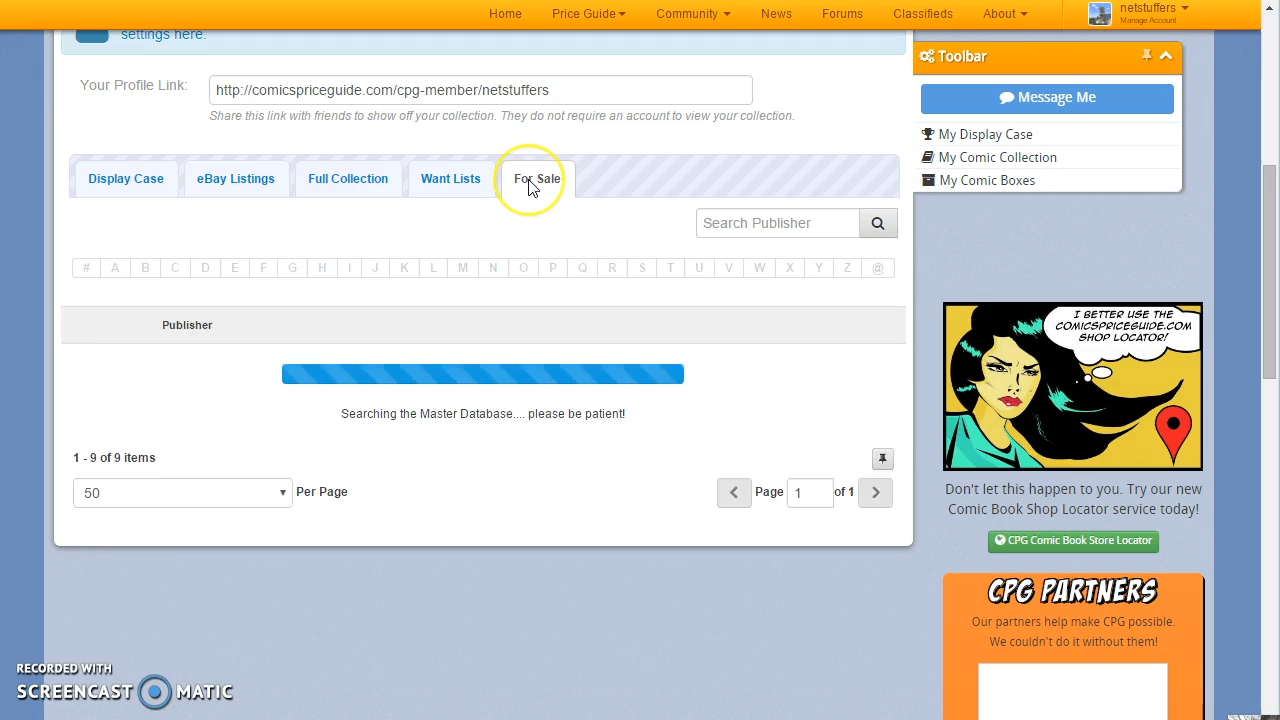 Home Price Guide Community News Forums Classifieds About netstuffers
Manage Account
settings here.
Your Profile Link: http://comicspriceguide.com/cpg-member/netstuffers
Share this link with friends to show off your collection. They do not require an account to view your collection.
Display Case eBay Listings Full Collection Want Lists For Sale
Search Publisher
# A B C D E F G H I J K L M N O P Q R S T U V W X Y Z @
Publisher
Searching the Master Database.... please be patient!
1 - 9 of 9 items
50 Per Page Page 1 of 1
Toolbar
Message Me
My Display Case
My Comic Collection
My Comic Boxes
I BETTER USE THE
COMICSPRICEGUIDE.COM
SHOP LOCATOR!
Don't let this happen to you. Try our new
Comic Book Shop Locator service today!
CPG Comic Book Store Locator
CPG PARTNERS
Our partners help make CPG possible.
We couldn't do it without them!
RECORDED WITH
SCREENCAST MATIC